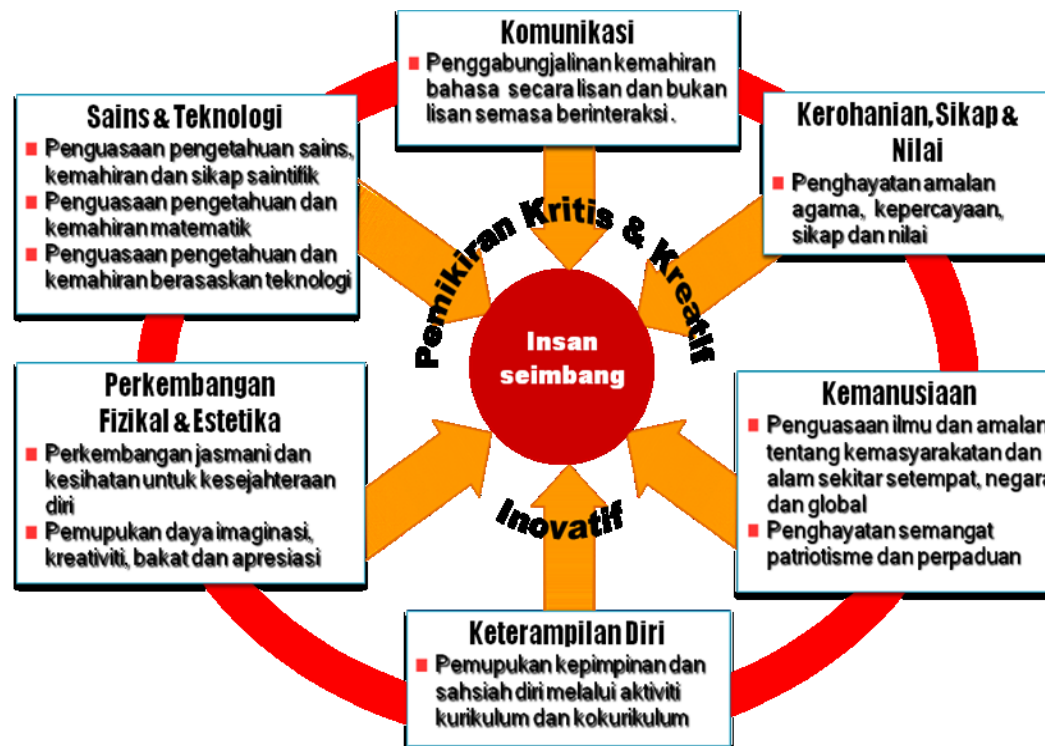 Komunikasi
Penggabungjalinan kemahiran
bahasa secara lisan dan bukan
lisan semasa berinteraksi .
Sains & Teknologi
Penguasaan pengetahuan sains,
kemahiran dan sikap saintifik
Penguasaan pengetahuan dan
kemahiran matematik
Penguasaan pengetahuan dan
kemahiran berasaskan teknologi
Kerohanian, Sikap &
Nilai
Penghayatan amalan
agama, kepercayaan,
sikap dan nilai
Pemikiran Kritis & Kreatif
Insan
seimbang
Inovatif
Perkembangan
Fizikal & Estetika
Perkembangan jasmani dan
kesihatan untuk kesejahteraan
diri
Pemupukan daya imaginasi,
kreativiti, bakat dan apresiasi
Kemanusiaan
Penguasaan ilmu dan amalan
tentang kemasyarakatan dan
alam sekitar setempat, negara
dan global
Penghayatan semangat
patriotisme dan perpaduan
Keterampilan Diri
Pemupukan kepimpinan dan
sahsiah diri melalui aktiviti
kurikulum dan kokurikulum